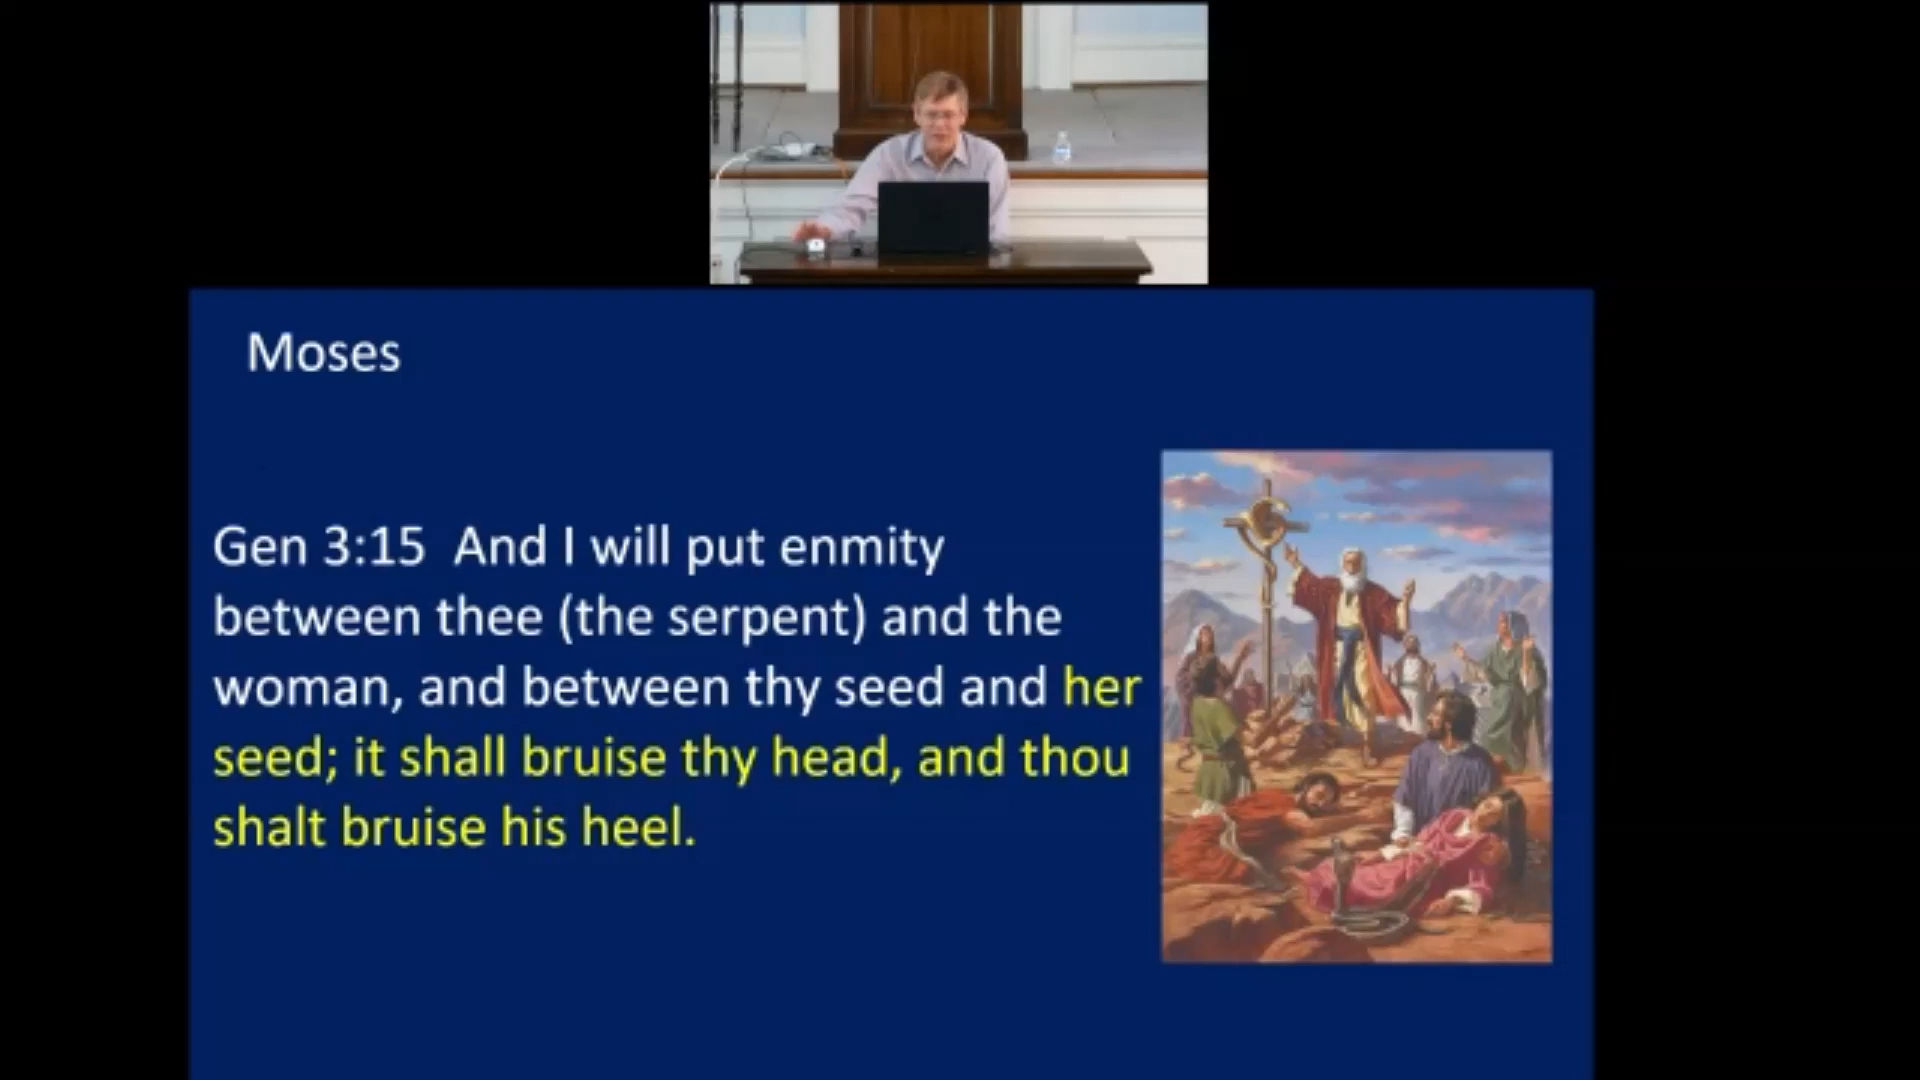 Moses
Gen 3:15  And I will put enmity
between thee (the serpent) and the
woman, and between thy seed and her
seed; it shall bruise thy head, and thou
shalt bruise his heel.